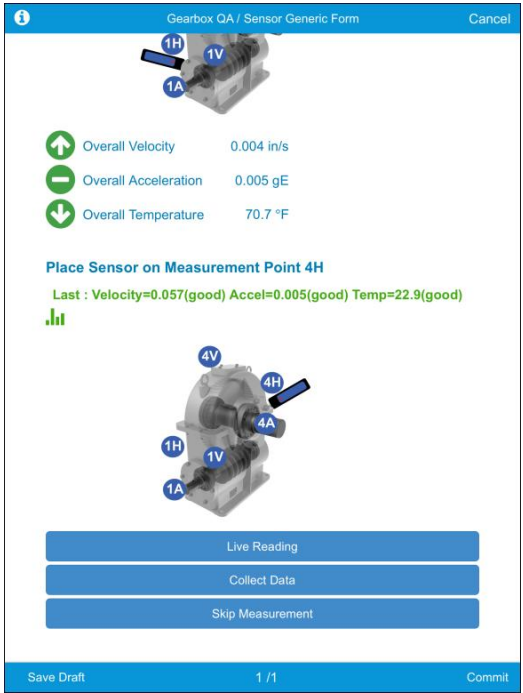 Gearbox QA / Sensor Generic Form
Cancel
1H
1V
1A
Overall Velocity 0.004 in/s
Overall Acceleration 0.005 gE
Overall Temperature 70.7 °F
Place Sensor on Measurement Point 4H
Last : Velocity=0.057(good) Accel=0.005(good) Temp=22.9(good)
4V
4H
4A
1H
1V
1A
Live Reading
Collect Data
Skip Measurement
Save Draft
1 /1
Commit